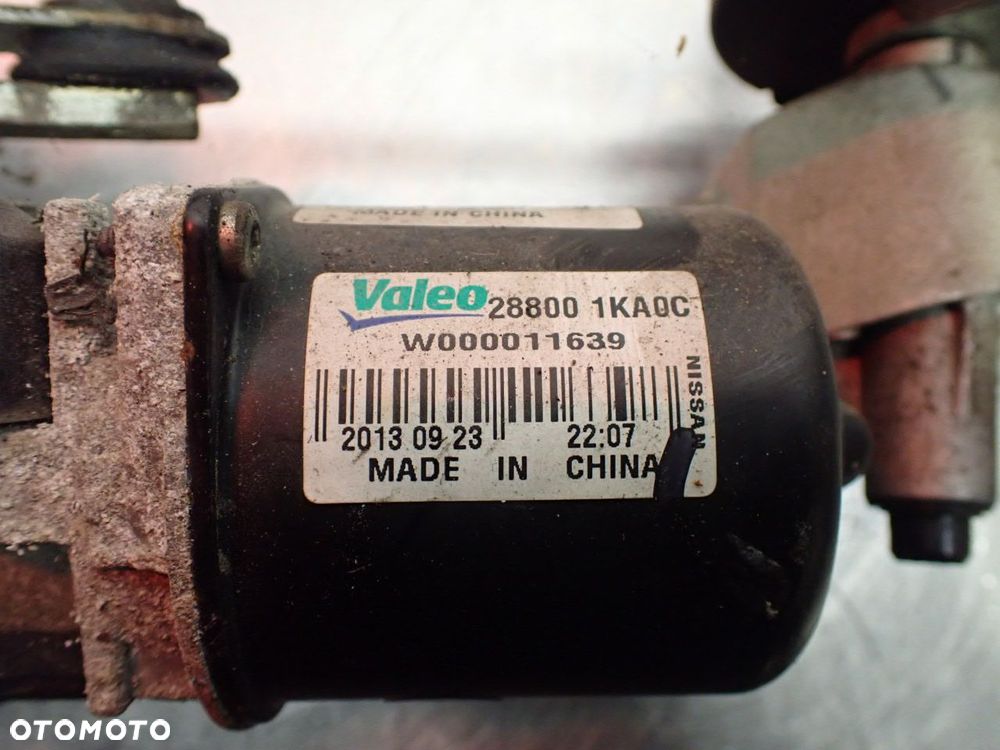 MADE IN CHINA
Valeo 28800 1KA0C
W000011639
NISSAN
2013 09 23 22:07
MADE IN CHINA
OTOMOTO